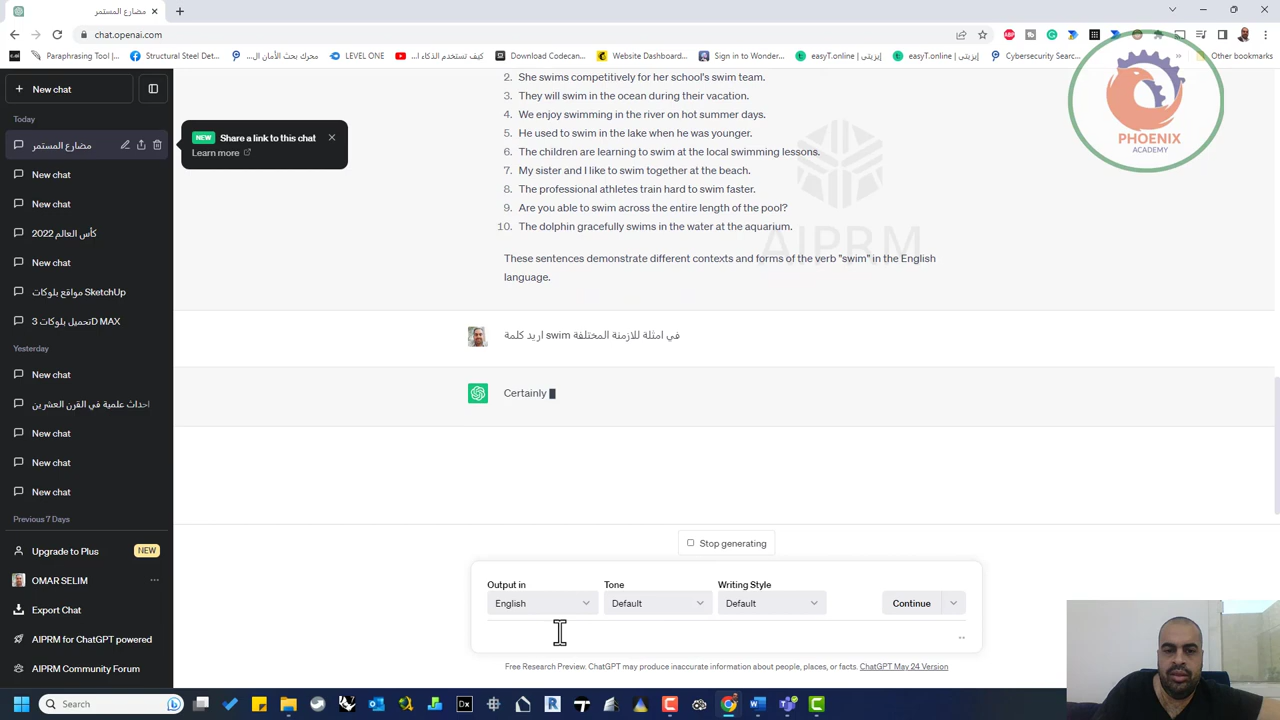 مضارع المستمر
chat.openai.com
Paraphrasing Tool |
Structural Steel Det...
محرك بحث الأمان ال...
LEVEL ONE
كيف تستخدم الذكاء ا...
Download Codecan...
Website Dashboard...
Sign in to Wonder...
easyT.online | إيزيتي
easyT.online | إيزيتي
Cybersecurity Searc...
Other bookmarks
New chat
Today
مضارع المستمر
NEW Share a link to this chat
Learn more
New chat
New chat
كأس العالم 2022
New chat
مواقع بلوكات SketchUp
تحميل بلوكات 3D MAX
Yesterday
New chat
احداث علمية في القرن العشرين
New chat
New chat
New chat
Previous 7 Days
Upgrade to Plus NEW
OMAR SELIM
Export Chat
AIPRM for ChatGPT powered
AIPRM Community Forum
2. She swims competitively for her school's swim team.
3. They will swim in the ocean during their vacation.
4. We enjoy swimming in the river on hot summer days.
5. He used to swim in the lake when he was younger.
6. The children are learning to swim at the local swimming lessons.
7. My sister and I like to swim together at the beach.
8. The professional athletes train hard to swim faster.
9. Are you able to swim across the entire length of the pool?
10. The dolphin gracefully swims in the water at the aquarium.
These sentences demonstrate different contexts and forms of the verb "swim" in the English
language.
AIPRM
PHOENIX
ACADEMY
اريد كلمة swim في امثلة للازمنة المختلفة
Certainly
Stop generating
Output in
Tone
Writing Style
English
Default
Default
Continue
Free Research Preview. ChatGPT may produce inaccurate information about people, places, or facts. ChatGPT May 24 Version
Search